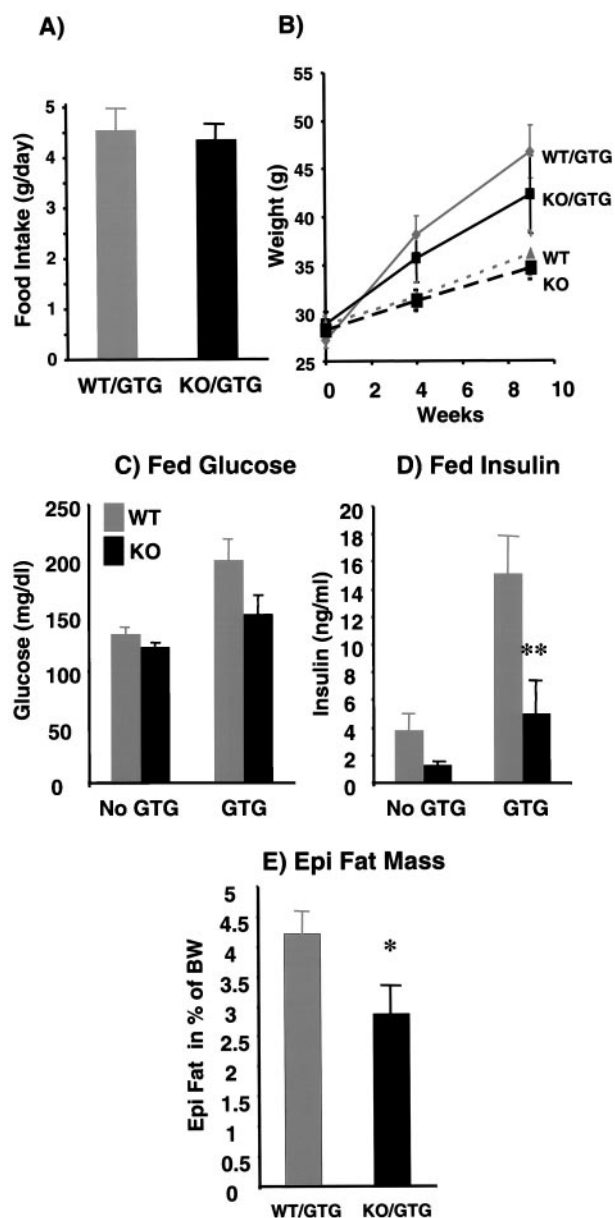 A)
Food Intake (g/day)
5
4
3
2
1
0
WT/GTG KO/GTG
B)
Weight (g)
55
50
45
40
35
30
25
WT/GTG
KO/GTG
WT
KO
0 2 4 6 8 10
Weeks
C) Fed Glucose
Glucose (mg/dl)
250
200
150
100
50
0
WT
KO
No GTG GTG
D) Fed Insulin
Insulin (ng/ml)
20
18
16
14
12
10
8
6
4
2
0
**
No GTG GTG
E) Epi Fat Mass
Epi Fat in % of BW
5
4.5
4
3.5
3
2.5
2
1.5
1
0.5
0
*
WT/GTG KO/GTG